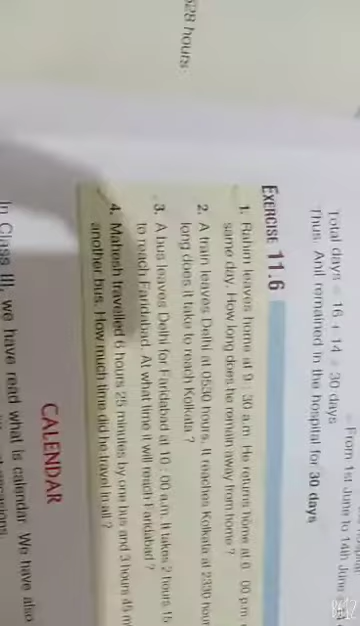 528 hours
From 1st June to 14th June
Total days = 16 + 14 = 30 days
Thus, Anil remained in the hospital for 30 days
EXERCISE 11.6
1. Rahim leaves home at 9 : 30 a.m. He returns home at 6 : 00 p.m.
same day. How long does he remain away from home ?
2. A train leaves Delhi at 0530 hours. It reaches Kolkata at 2330 hour
long does it take to reach Kolkata ?
3. A bus leaves Delhi for Faridabad at 10 : 00 a.m. It takes 2 hours 15
to reach Faridabad. At what time it will reach Faridabad ?
4. Mahesh travelled 6 hours 25 minutes by one bus and 3 hours 45 m
another bus. How much time did he travel in all ?
CALENDAR
In Class III, we have read what is calendar. We have also